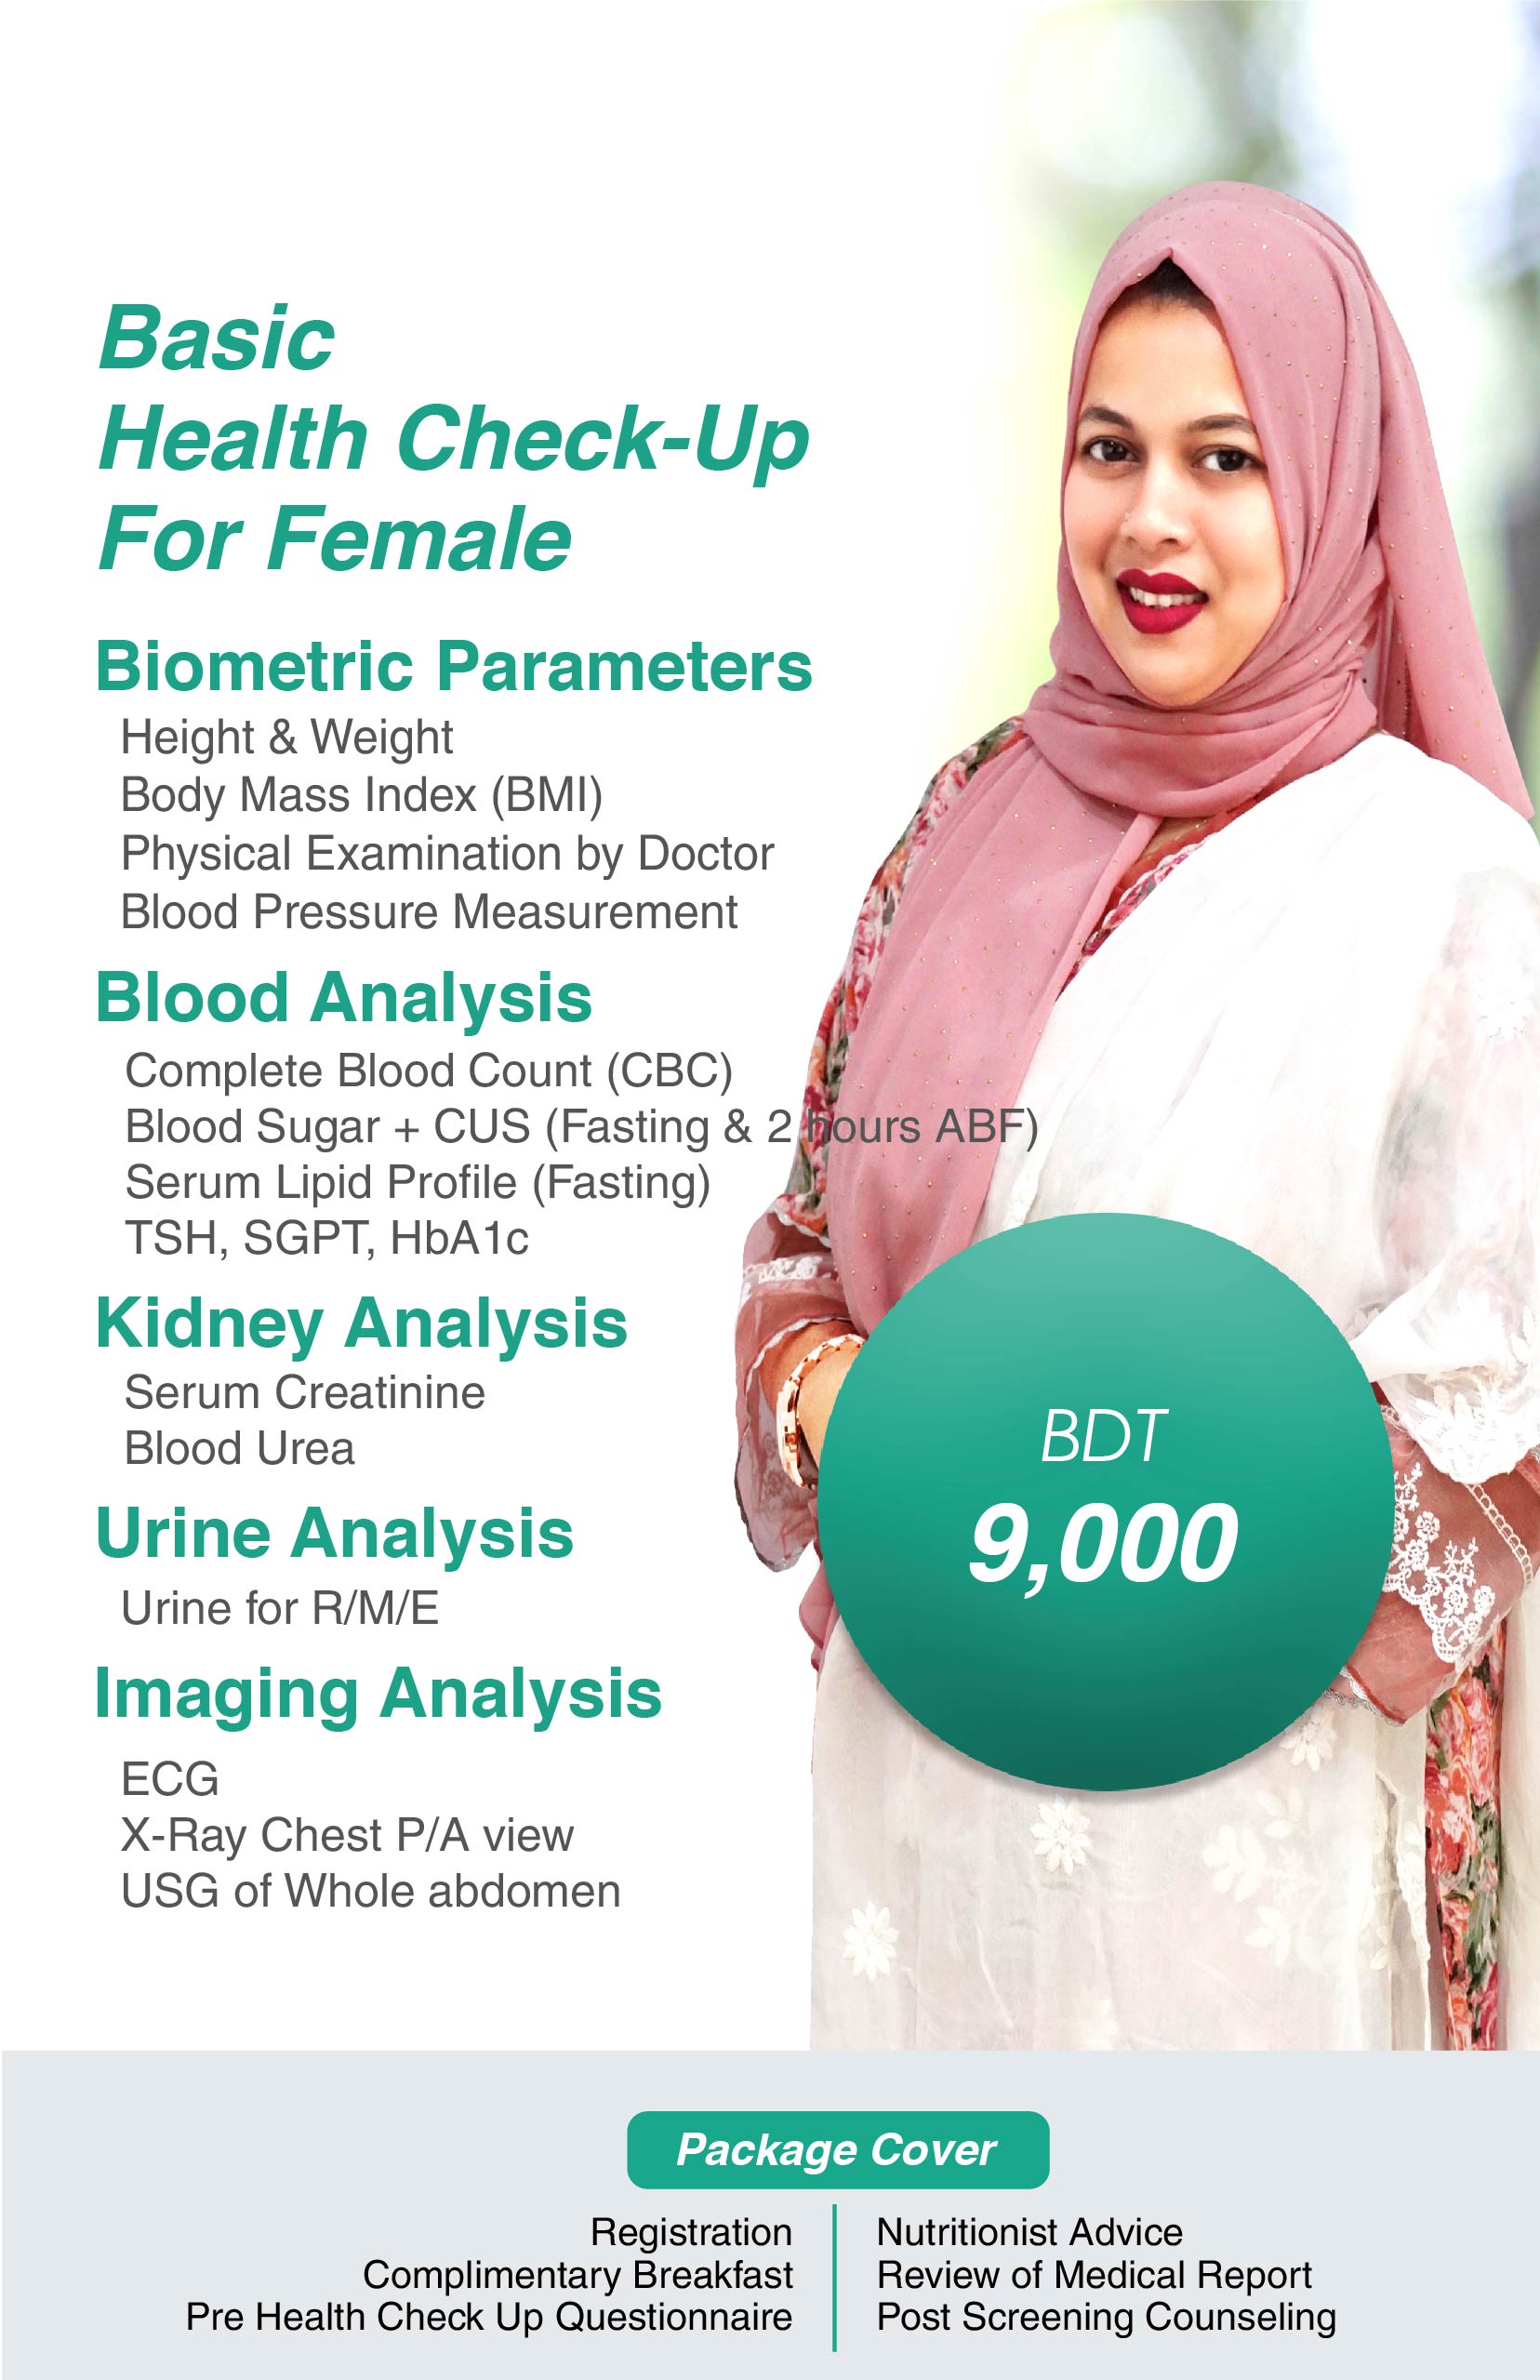 Basic
Health Check-Up
For Female
Biometric Parameters
Height & Weight
Body Mass Index (BMI)
Physical Examination by Doctor
Blood Pressure Measurement
Blood Analysis
Complete Blood Count (CBC)
Blood Sugar + CUS (Fasting & 2 hours ABF)
Serum Lipid Profile (Fasting)
TSH, SGPT, HbA1c
Kidney Analysis
Serum Creatinine
Blood Urea
Urine Analysis
Urine for R/M/E
Imaging Analysis
ECG
X-Ray Chest P/A view
USG of Whole abdomen
BDT
9,000
Package Cover
Registration
Complimentary Breakfast
Pre Health Check Up Questionnaire
Nutritionist Advice
Review of Medical Report
Post Screening Counseling